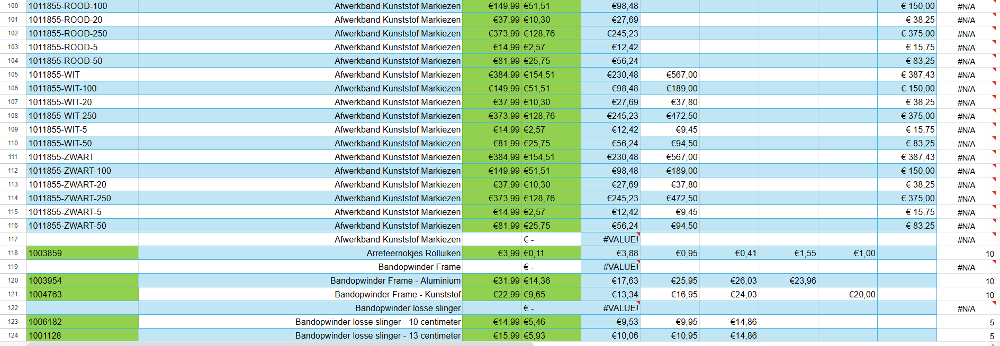 100 1011855-ROOD-100 Afwerkband Kunststof Markiezen €149,99 €51,51 €98,48 € 150,00 #N/A
101 1011855-ROOD-20 Afwerkband Kunststof Markiezen €37,99 €10,30 €27,69 € 38,25 #N/A
102 1011855-ROOD-250 Afwerkband Kunststof Markiezen €373,99 €128,76 €245,23 € 375,00 #N/A
103 1011855-ROOD-5 Afwerkband Kunststof Markiezen €14,99 €2,57 €12,42 € 15,75 #N/A
104 1011855-ROOD-50 Afwerkband Kunststof Markiezen €81,99 €25,75 €56,24 € 83,25 #N/A
105 1011855-WIT Afwerkband Kunststof Markiezen €384,99 €154,51 €230,48 €567,00 € 387,43 #N/A
106 1011855-WIT-100 Afwerkband Kunststof Markiezen €149,99 €51,51 €98,48 €189,00 € 150,00 #N/A
107 1011855-WIT-20 Afwerkband Kunststof Markiezen €37,99 €10,30 €27,69 €37,80 € 38,25 #N/A
108 1011855-WIT-250 Afwerkband Kunststof Markiezen €373,99 €128,76 €245,23 €472,50 € 375,00 #N/A
109 1011855-WIT-5 Afwerkband Kunststof Markiezen €14,99 €2,57 €12,42 €9,45 € 15,75 #N/A
110 1011855-WIT-50 Afwerkband Kunststof Markiezen €81,99 €25,75 €56,24 €94,50 € 83,25 #N/A
111 1011855-ZWART Afwerkband Kunststof Markiezen €384,99 €154,51 €230,48 €567,00 € 387,43 #N/A
112 1011855-ZWART-100 Afwerkband Kunststof Markiezen €149,99 €51,51 €98,48 €189,00 € 150,00 #N/A
113 1011855-ZWART-20 Afwerkband Kunststof Markiezen €37,99 €10,30 €27,69 €37,80 € 38,25 #N/A
114 1011855-ZWART-250 Afwerkband Kunststof Markiezen €373,99 €128,76 €245,23 €472,50 € 375,00 #N/A
115 1011855-ZWART-5 Afwerkband Kunststof Markiezen €14,99 €2,57 €12,42 €9,45 € 15,75 #N/A
116 1011855-ZWART-50 Afwerkband Kunststof Markiezen €81,99 €25,75 €56,24 €94,50 € 83,25 #N/A
117 Afwerkband Kunststof Markiezen € - #VALUE! #N/A
118 1003859 Arreteernokjes Rolluiken €3,99 €0,11 €3,88 €0,95 €0,41 €1,55 €1,00 10
119 Bandopwinder Frame € - #VALUE! #N/A
120 1003954 Bandopwinder Frame - Aluminium €31,99 €14,36 €17,63 €25,95 €26,03 €23,96 10
121 1004763 Bandopwinder Frame - Kunststof €22,99 €9,65 €13,34 €16,95 €24,03 €20,00 10
122 Bandopwinder losse slinger € - #VALUE! #N/A
123 1006182 Bandopwinder losse slinger - 10 centimeter €14,99 €5,46 €9,53 €9,95 €14,86 5
124 1001128 Bandopwinder losse slinger - 13 centimeter €15,99 €5,93 €10,06 €10,95 €14,86 5